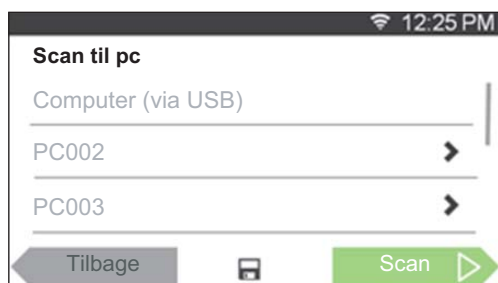 12:25 PM
Scan til pc
Computer (via USB)
PC002
PC003
Tilbage
Scan